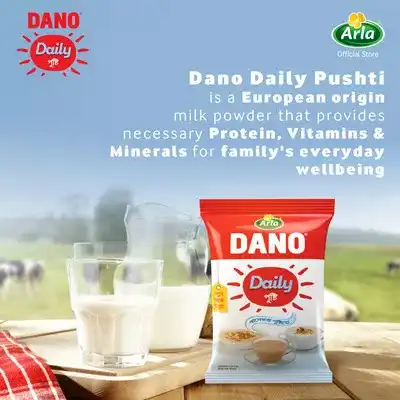 DANO
Daily
পুষ্টি
Arla
Official Store
Dano Daily Pushti
is a European origin
milk powder that provides
necessary Protein, Vitamins &
Minerals for family's everyday
wellbeing
Arla
DANO
Daily
পুষ্টি